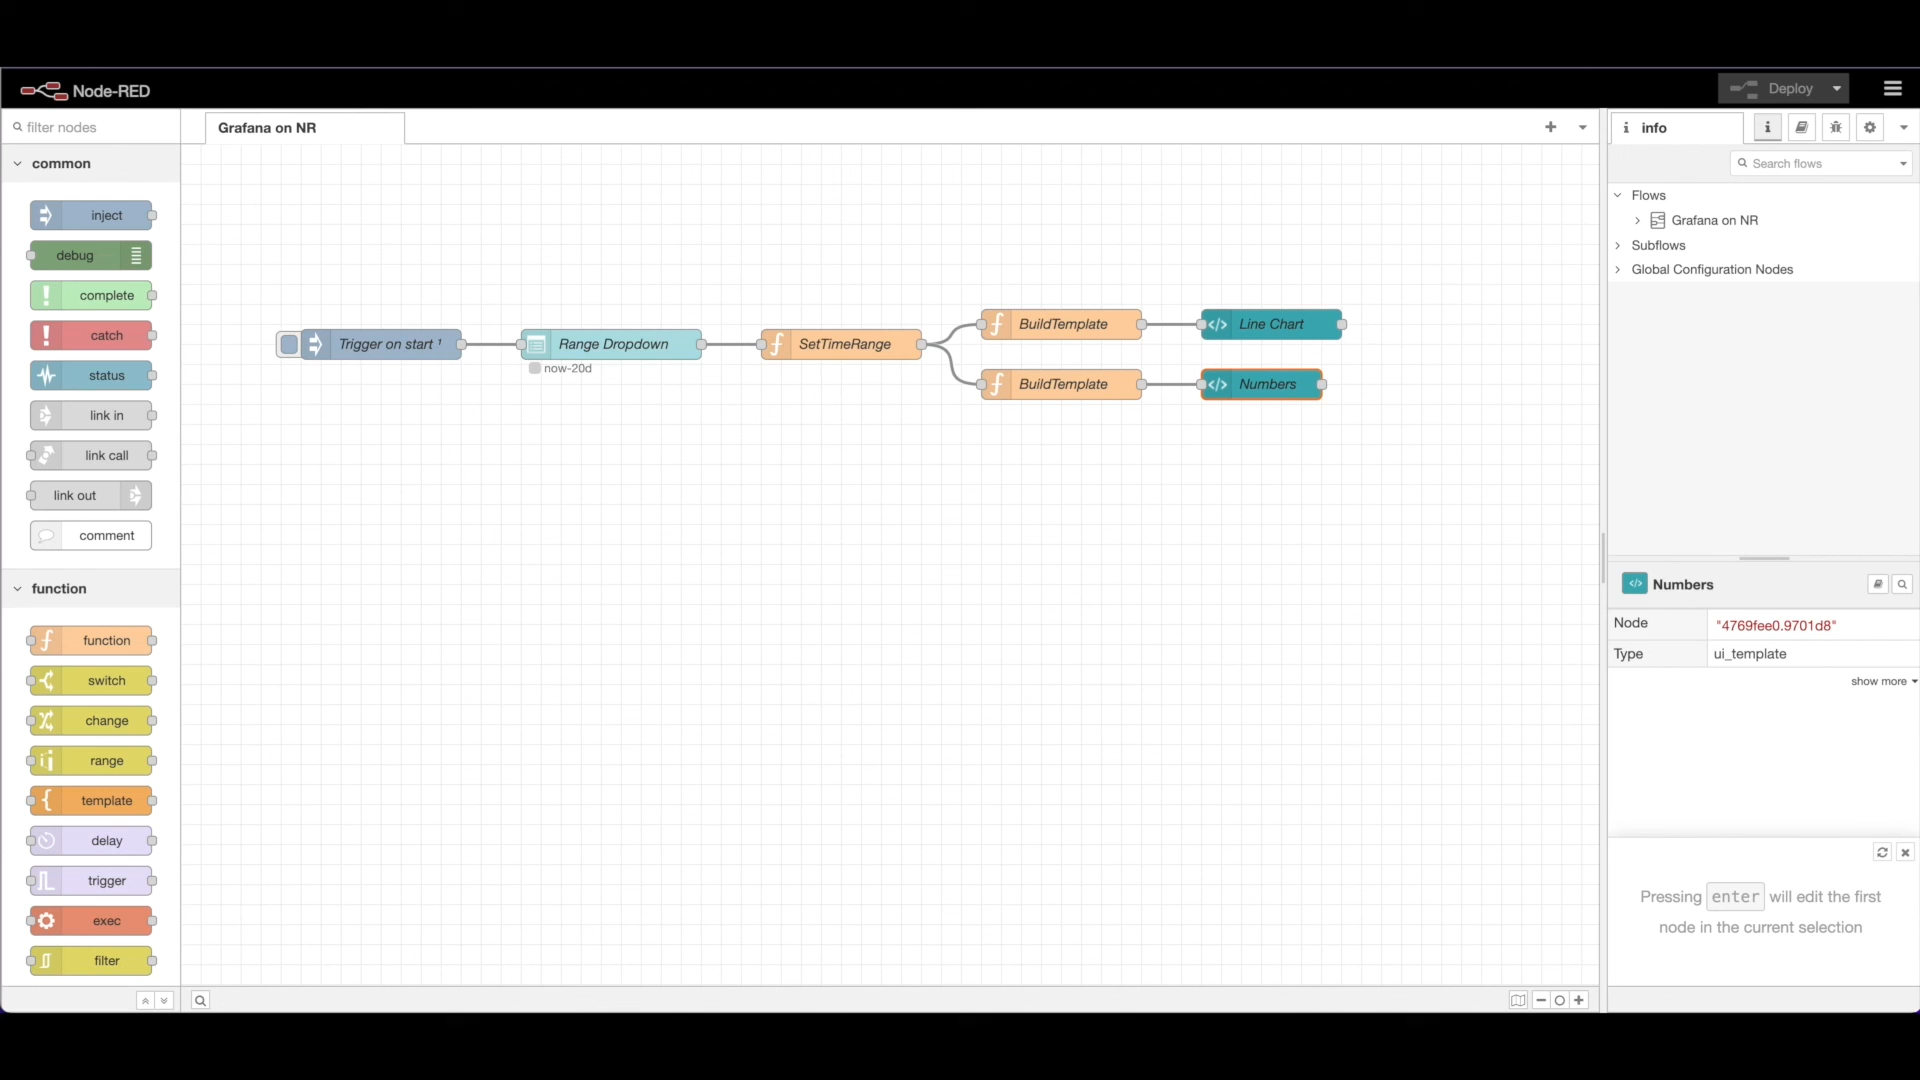 Node-RED
Deploy
filter nodes
Grafana on NR
info
common
Search flows
Flows
Grafana on NR
Subflows
Global Configuration Nodes
inject
debug
complete
catch
status
link in
link call
link out
comment
Trigger on start ¹
Range Dropdown
now-20d
SetTimeRange
BuildTemplate
Line Chart
BuildTemplate
Numbers
function
function
switch
change
range
template
delay
trigger
exec
filter
Numbers
Node
"4769fee0.9701d8"
Type
ui_template
show more
Pressing enter will edit the first
node in the current selection